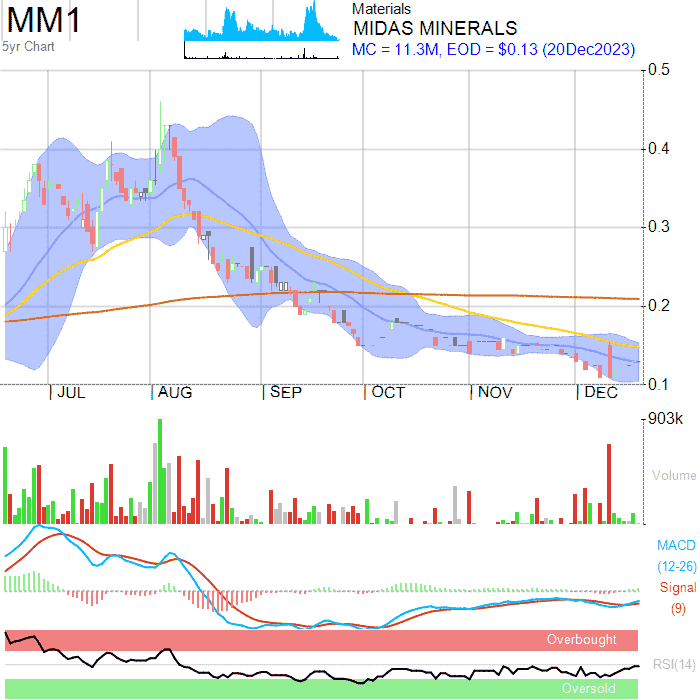 MM1
5yr Chart
Materials
MIDAS MINERALS
MC = 11.3M, EOD = $0.13 (20Dec2023)
0.5
0.4
0.3
0.2
0.1
JUL AUG SEP OCT NOV DEC
903k
Volume
MACD
(12-26)
Signal
(9)
Overbought
RSI(14)
Oversold